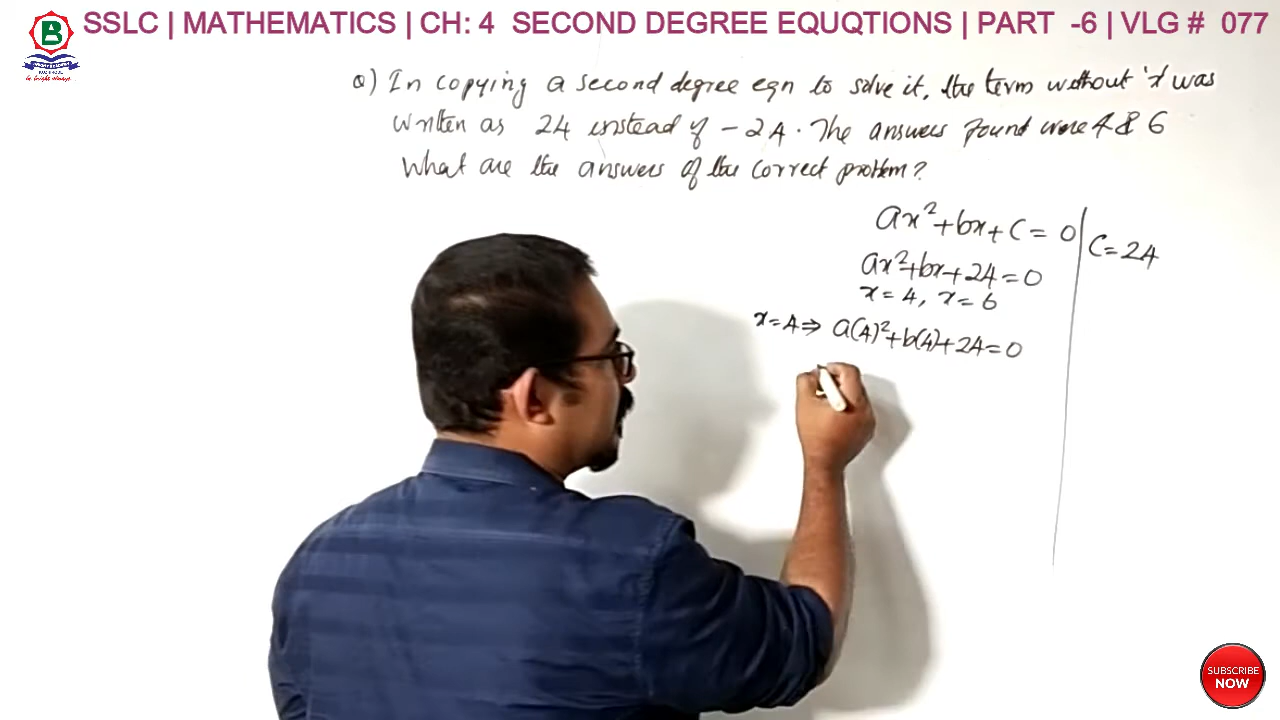 SSLC | MATHEMATICS | CH: 4 SECOND DEGREE EQUQTIONS | PART -6 | VLG # 077
B
Q) In copying a second degree eqn to solve it, the term without 'x' was
written as 24 instead of -24. The answers found were 4 & 6
What are the answers of the correct problem?
ax²+bx+c=0
c=24
ax²+bx+24=0
x=4, x=6
x=4⇒ a(4)²+b(4)+24=0
SUBSCRIBE
NOW